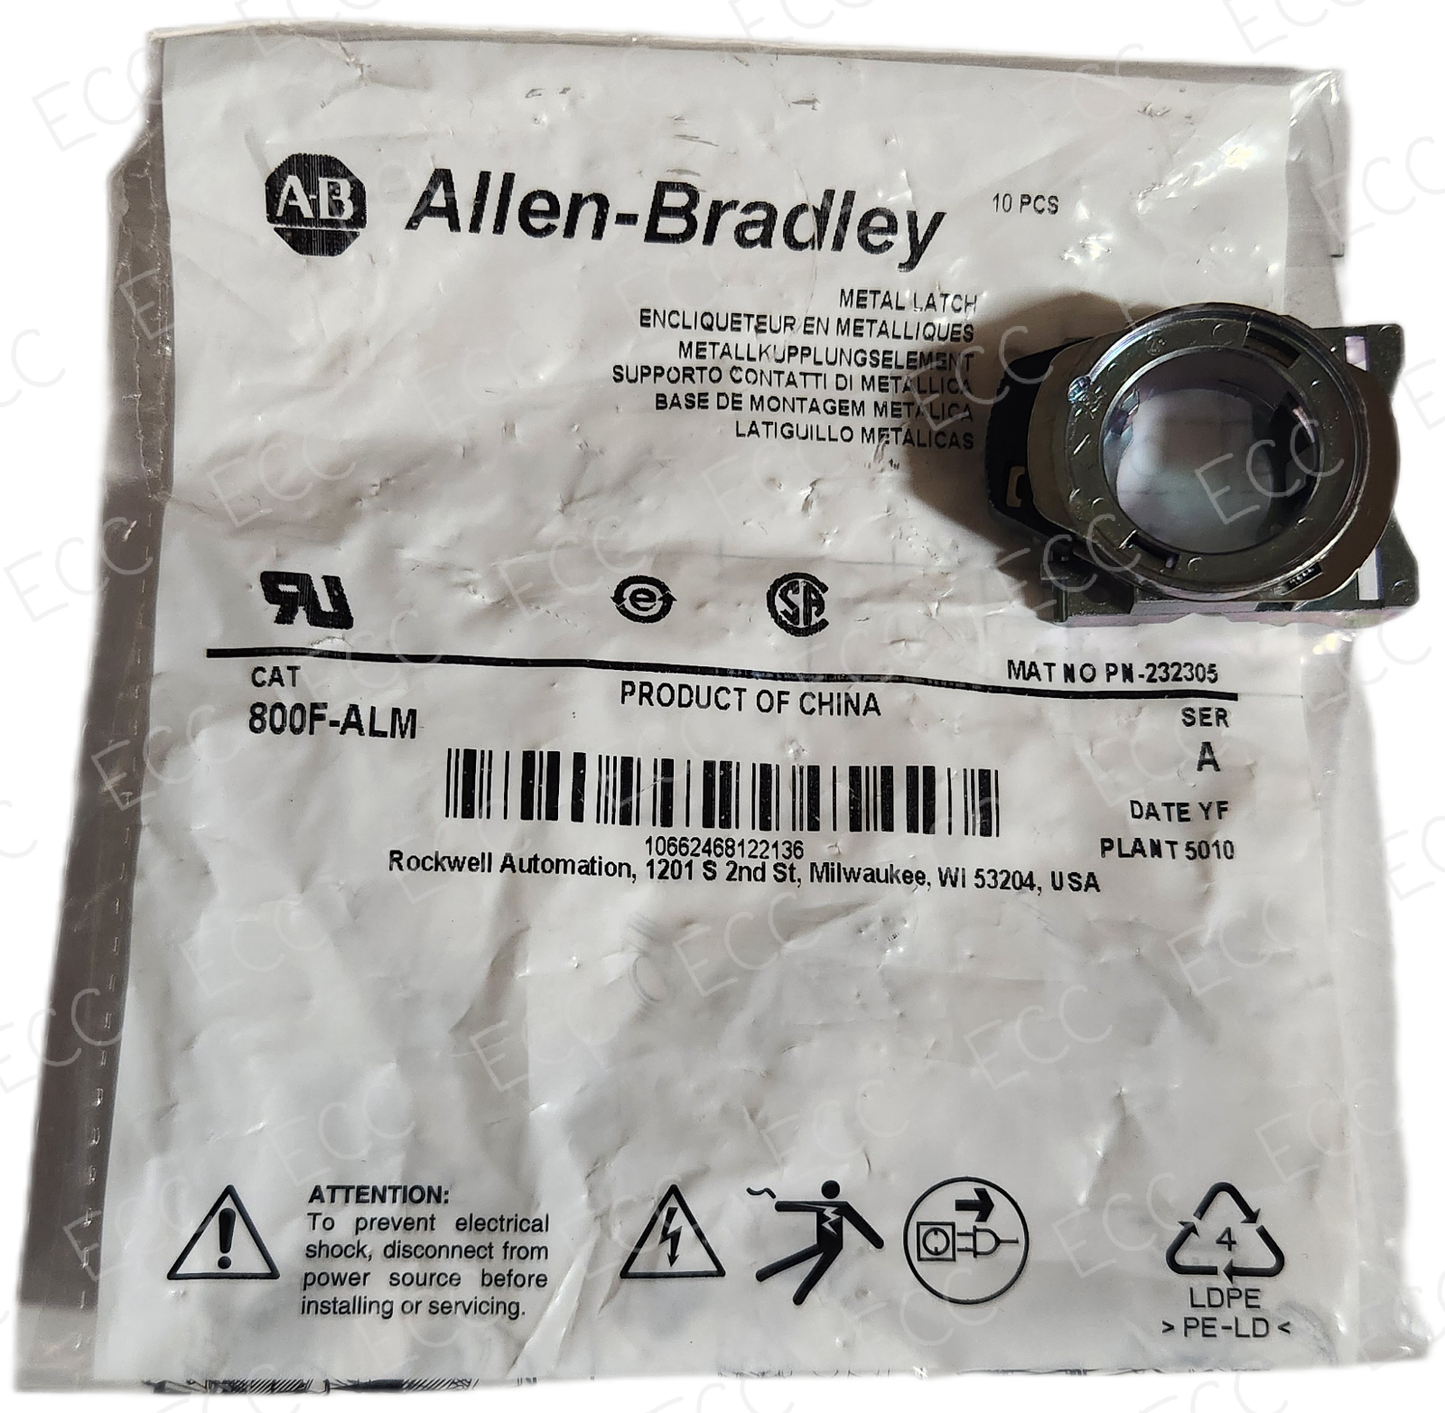 A-B Allen-Bradley 10 PCS
METAL LATCH
ENCLIQUETEUR EN METALLIQUES
METALLKUPPLUNGSELEMENT
SUPPORTO CONTATTI DI METALLICA
BASE DE MONTAGEM METALICA
LATIGUILLO METALICAS
RU e SA
MAT NO PN-232305
CAT PRODUCT OF CHINA SER
800F-ALM A
DATE YF
10662468122136 PLANT 5010
Rockwell Automation, 1201 S 2nd St, Milwaukee, WI 53204, USA
ATTENTION:
To prevent electrical
shock, disconnect from
power source before
installing or servicing.
4
LDPE
> PE-LD <
ECC